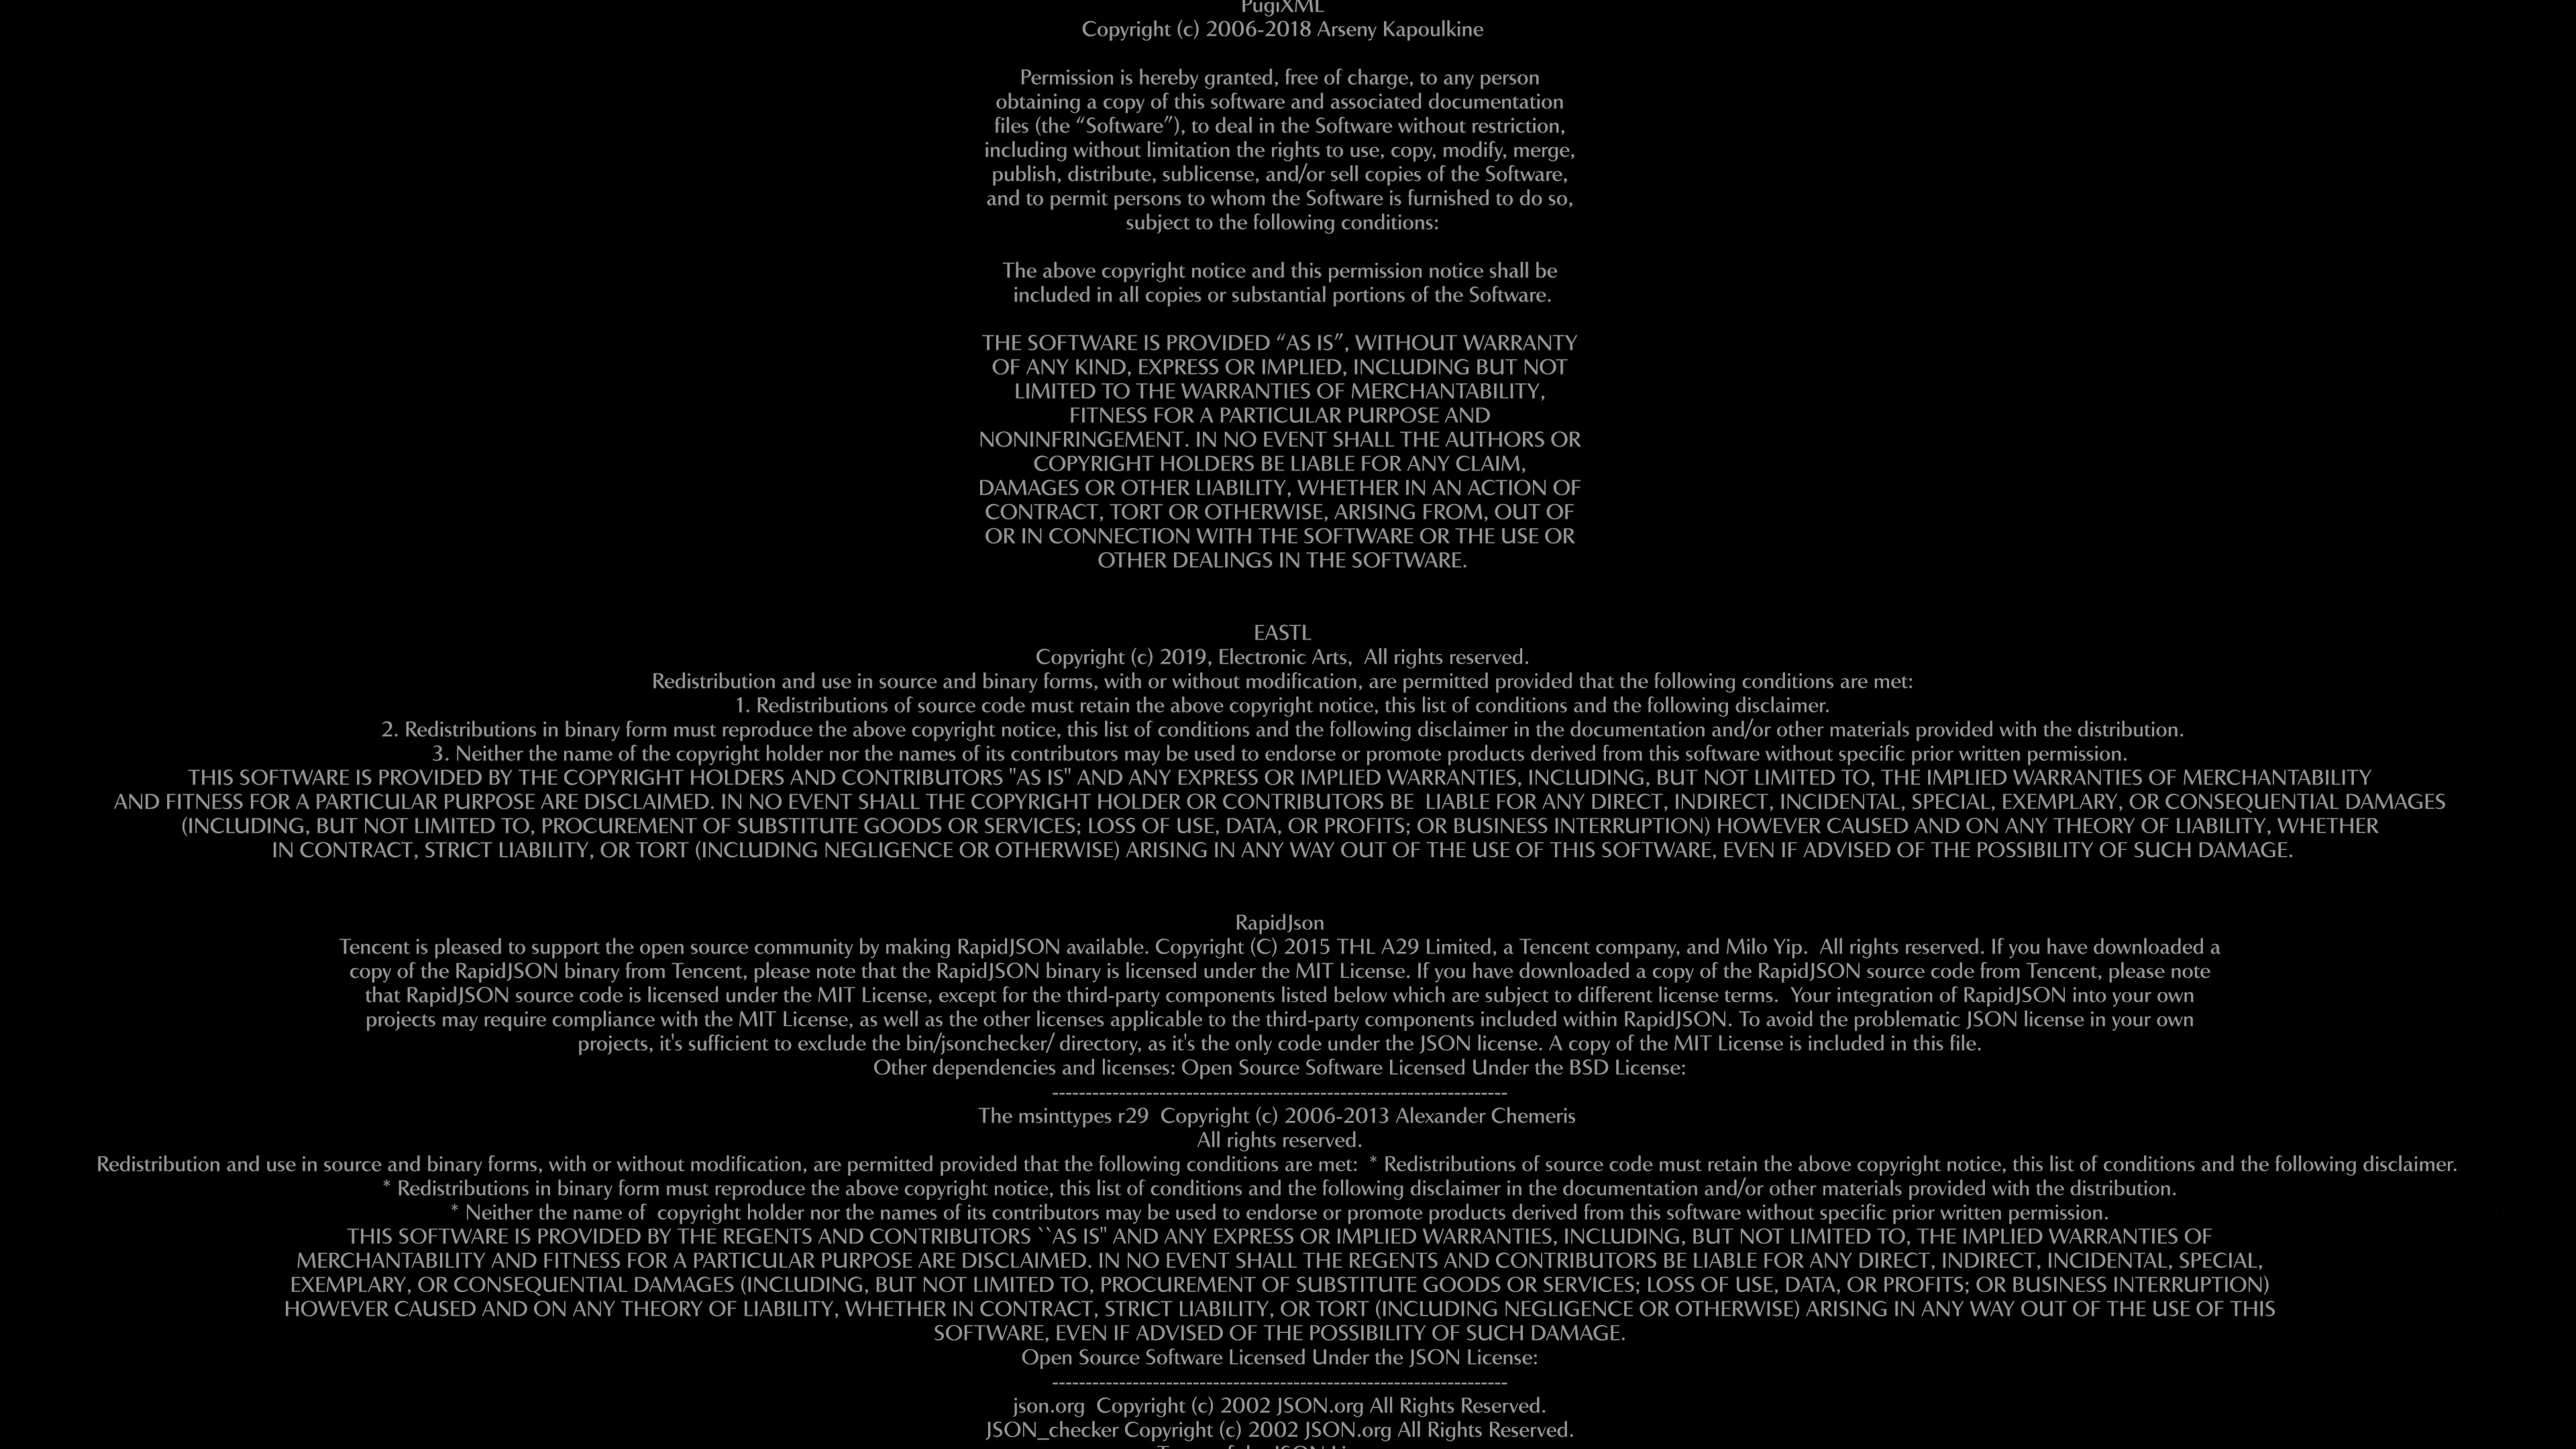 PugiXML
Copyright (c) 2006-2018 Arseny Kapoulkine
Permission is hereby granted, free of charge, to any person
obtaining a copy of this software and associated documentation
files (the “Software”), to deal in the Software without restriction,
including without limitation the rights to use, copy, modify, merge,
publish, distribute, sublicense, and/or sell copies of the Software,
and to permit persons to whom the Software is furnished to do so,
subject to the following conditions:
The above copyright notice and this permission notice shall be
included in all copies or substantial portions of the Software.
THE SOFTWARE IS PROVIDED “AS IS”, WITHOUT WARRANTY
OF ANY KIND, EXPRESS OR IMPLIED, INCLUDING BUT NOT
LIMITED TO THE WARRANTIES OF MERCHANTABILITY,
FITNESS FOR A PARTICULAR PURPOSE AND
NONINFRINGEMENT. IN NO EVENT SHALL THE AUTHORS OR
COPYRIGHT HOLDERS BE LIABLE FOR ANY CLAIM,
DAMAGES OR OTHER LIABILITY, WHETHER IN AN ACTION OF
CONTRACT, TORT OR OTHERWISE, ARISING FROM, OUT OF
OR IN CONNECTION WITH THE SOFTWARE OR THE USE OR
OTHER DEALINGS IN THE SOFTWARE.
EASTL
Copyright (c) 2019, Electronic Arts,  All rights reserved.
Redistribution and use in source and binary forms, with or without modification, are permitted provided that the following conditions are met:
1. Redistributions of source code must retain the above copyright notice, this list of conditions and the following disclaimer.
2. Redistributions in binary form must reproduce the above copyright notice, this list of conditions and the following disclaimer in the documentation and/or other materials provided with the distribution.
3. Neither the name of the copyright holder nor the names of its contributors may be used to endorse or promote products derived from this software without specific prior written permission.
THIS SOFTWARE IS PROVIDED BY THE COPYRIGHT HOLDERS AND CONTRIBUTORS "AS IS" AND ANY EXPRESS OR IMPLIED WARRANTIES, INCLUDING, BUT NOT LIMITED TO, THE IMPLIED WARRANTIES OF MERCHANTABILITY
AND FITNESS FOR A PARTICULAR PURPOSE ARE DISCLAIMED. IN NO EVENT SHALL THE COPYRIGHT HOLDER OR CONTRIBUTORS BE  LIABLE FOR ANY DIRECT, INDIRECT, INCIDENTAL, SPECIAL, EXEMPLARY, OR CONSEQUENTIAL DAMAGES
(INCLUDING, BUT NOT LIMITED TO, PROCUREMENT OF SUBSTITUTE GOODS OR SERVICES; LOSS OF USE, DATA, OR PROFITS; OR BUSINESS INTERRUPTION) HOWEVER CAUSED AND ON ANY THEORY OF LIABILITY, WHETHER
IN CONTRACT, STRICT LIABILITY, OR TORT (INCLUDING NEGLIGENCE OR OTHERWISE) ARISING IN ANY WAY OUT OF THE USE OF THIS SOFTWARE, EVEN IF ADVISED OF THE POSSIBILITY OF SUCH DAMAGE.
RapidJson
Tencent is pleased to support the open source community by making RapidJSON available. Copyright (C) 2015 THL A29 Limited, a Tencent company, and Milo Yip.  All rights reserved. If you have downloaded a
copy of the RapidJSON binary from Tencent, please note that the RapidJSON binary is licensed under the MIT License. If you have downloaded a copy of the RapidJSON source code from Tencent, please note
that RapidJSON source code is licensed under the MIT License, except for the third-party components listed below which are subject to different license terms.  Your integration of RapidJSON into your own
projects may require compliance with the MIT License, as well as the other licenses applicable to the third-party components included within RapidJSON. To avoid the problematic JSON license in your own
projects, it's sufficient to exclude the bin/jsonchecker/ directory, as it's the only code under the JSON license. A copy of the MIT License is included in this file.
Other dependencies and licenses: Open Source Software Licensed Under the BSD License:
--------------------------------------------------------------------
The msinttypes r29  Copyright (c) 2006-2013 Alexander Chemeris
All rights reserved.
Redistribution and use in source and binary forms, with or without modification, are permitted provided that the following conditions are met:  * Redistributions of source code must retain the above copyright notice, this list of conditions and the following disclaimer.
* Redistributions in binary form must reproduce the above copyright notice, this list of conditions and the following disclaimer in the documentation and/or other materials provided with the distribution.
* Neither the name of  copyright holder nor the names of its contributors may be used to endorse or promote products derived from this software without specific prior written permission.
THIS SOFTWARE IS PROVIDED BY THE REGENTS AND CONTRIBUTORS ``AS IS'' AND ANY EXPRESS OR IMPLIED WARRANTIES, INCLUDING, BUT NOT LIMITED TO, THE IMPLIED WARRANTIES OF
MERCHANTABILITY AND FITNESS FOR A PARTICULAR PURPOSE ARE DISCLAIMED. IN NO EVENT SHALL THE REGENTS AND CONTRIBUTORS BE LIABLE FOR ANY DIRECT, INDIRECT, INCIDENTAL, SPECIAL,
EXEMPLARY, OR CONSEQUENTIAL DAMAGES (INCLUDING, BUT NOT LIMITED TO, PROCUREMENT OF SUBSTITUTE GOODS OR SERVICES; LOSS OF USE, DATA, OR PROFITS; OR BUSINESS INTERRUPTION)
HOWEVER CAUSED AND ON ANY THEORY OF LIABILITY, WHETHER IN CONTRACT, STRICT LIABILITY, OR TORT (INCLUDING NEGLIGENCE OR OTHERWISE) ARISING IN ANY WAY OUT OF THE USE OF THIS
SOFTWARE, EVEN IF ADVISED OF THE POSSIBILITY OF SUCH DAMAGE.
Open Source Software Licensed Under the JSON License:
--------------------------------------------------------------------
json.org  Copyright (c) 2002 JSON.org All Rights Reserved.
JSON_checker Copyright (c) 2002 JSON.org All Rights Reserved.